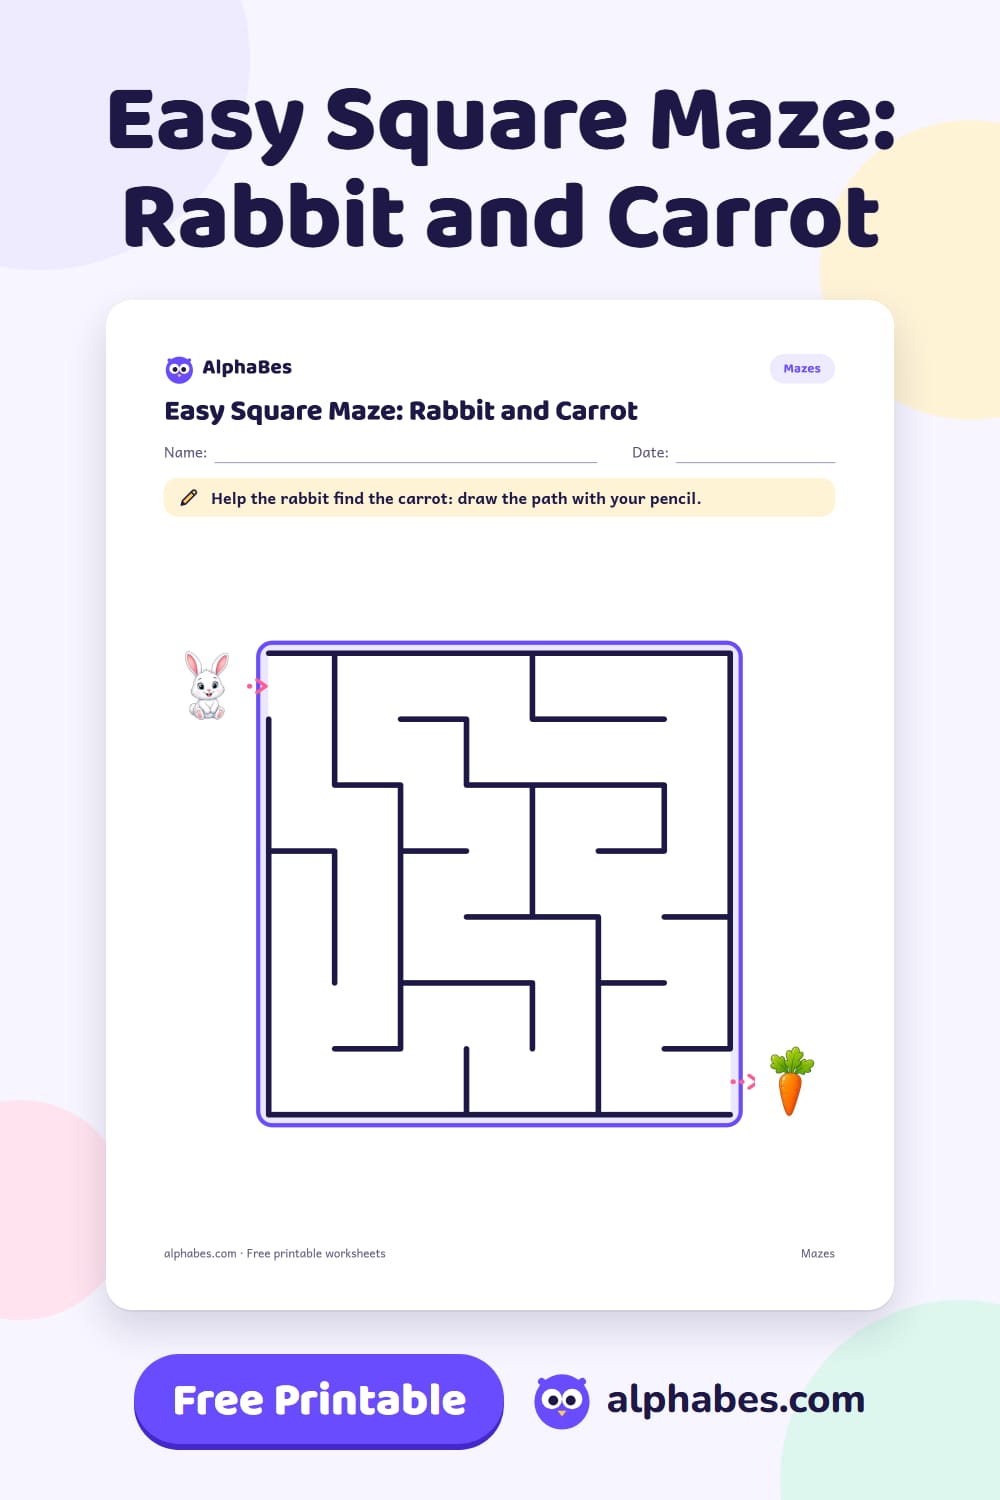 Easy Square Maze:
Rabbit and Carrot
AlphaBes
Mazes
Easy Square Maze: Rabbit and Carrot
Name:
Date:
Help the rabbit find the carrot: draw the path with your pencil.
alphabes.com · Free printable worksheets
Mazes
Free Printable
alphabes.com